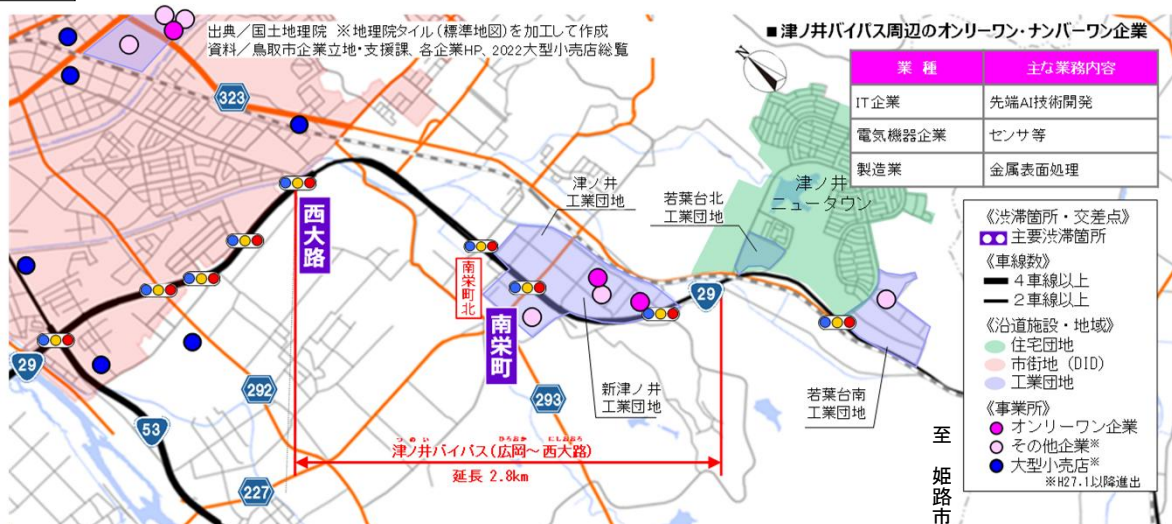 出典／国土地理院 ※地理院タイル(標準地図)を加工して作成
資料／鳥取市企業立地・支援課、各企業HP、2022大型小売店総覧
■津ノ井バイパス周辺のオンリーワン・ナンバーワン企業
業 種
主な業務内容
IT企業
先端AI技術開発
電気機器企業
センサ等
製造業
金属表面処理
N
323
津ノ井
工業団地
若葉台北
工業団地
津ノ井
ニュータウン
西大路
南栄町北
南栄町
29
新津ノ井
工業団地
若葉台南
工業団地
29
53
292
293
227
つのい ひろおか にしおおろ
津ノ井バイパス(広岡～西大路)
延長 2.8km
至 姫路市
《渋滞箇所・交差点》
主要渋滞箇所
《車線数》
4車線以上
2車線以上
《沿道施設・地域》
住宅団地
市街地（DID）
工業団地
《事業所》
オンリーワン企業
その他企業※
大型小売店※
※H27.1以降進出